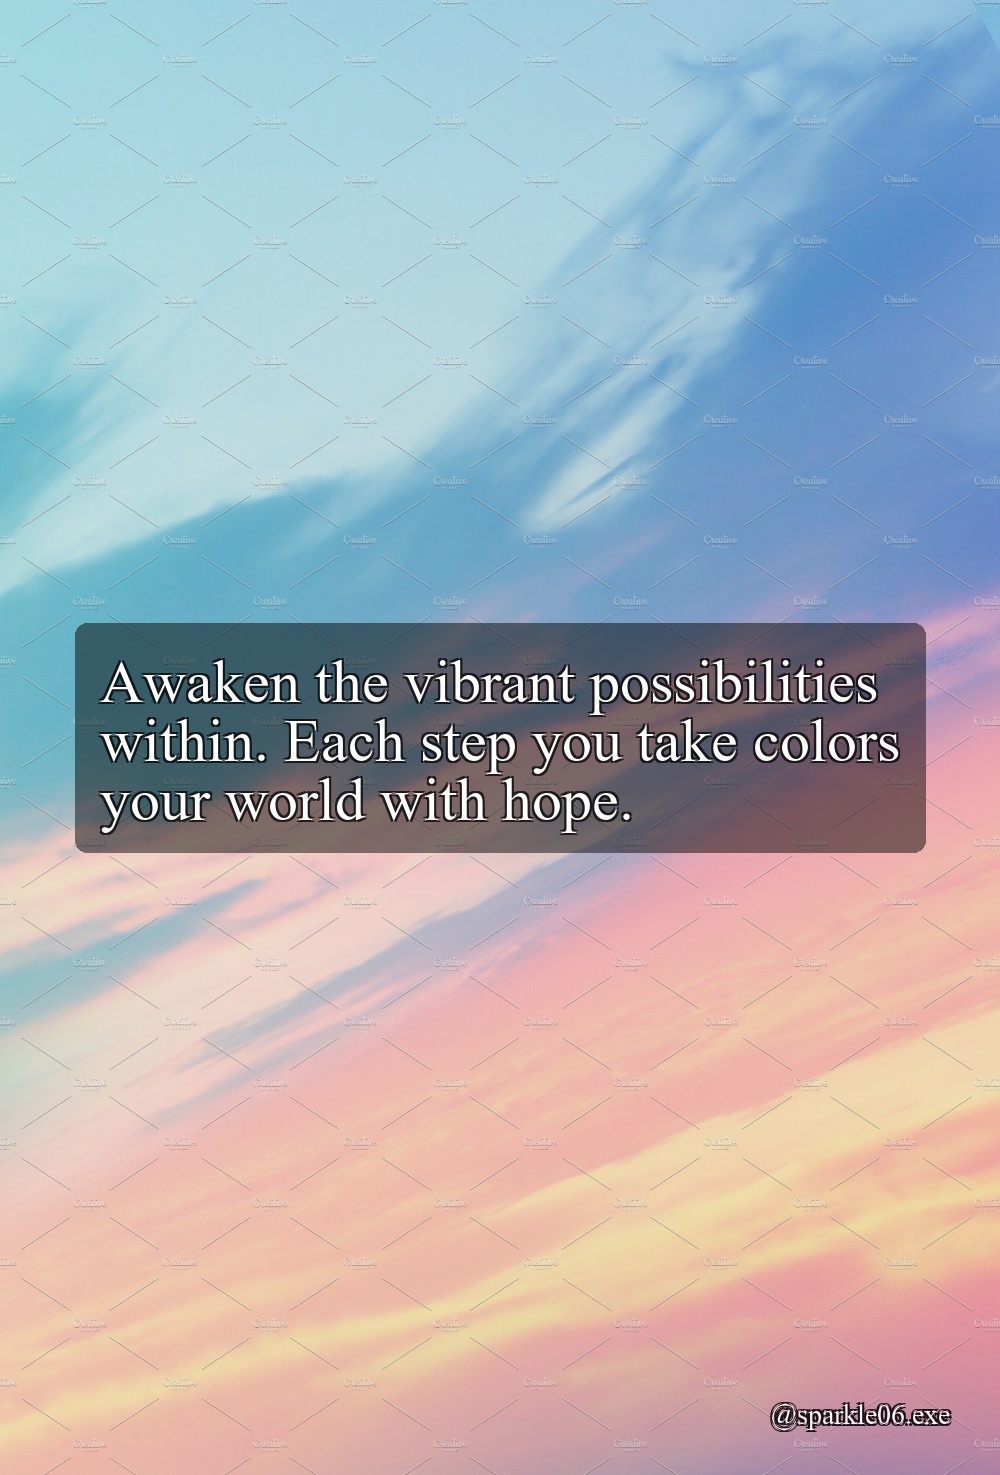 Awaken the vibrant possibilities
within. Each step you take colors
your world with hope.
@sparkle06.exe